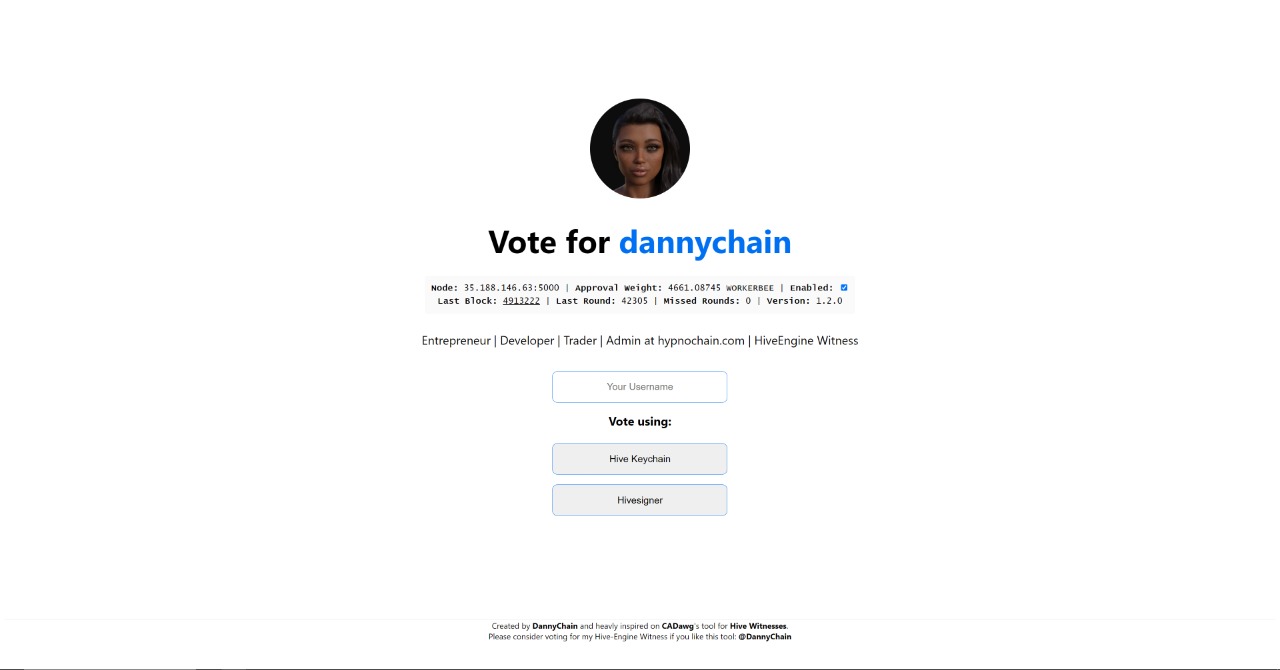 Vote for dannychain
Node: 35.188.146.63:5000 | Approval Weight: 4661.08745 WORKERBEE | Enabled:
Last Block: 4913222 | Last Round: 42305 | Missed Rounds: 0 | Version: 1.2.0
Entrepreneur | Developer | Trader | Admin at hypnochain.com | HiveEngine Witness
Your Username
Vote using:
Hive Keychain
Hivesigner
Created by DannyChain and heavly inspired on CADawg's tool for Hive Witnesses.
Please consider voting for my Hive-Engine Witness if you like this tool: @DannyChain